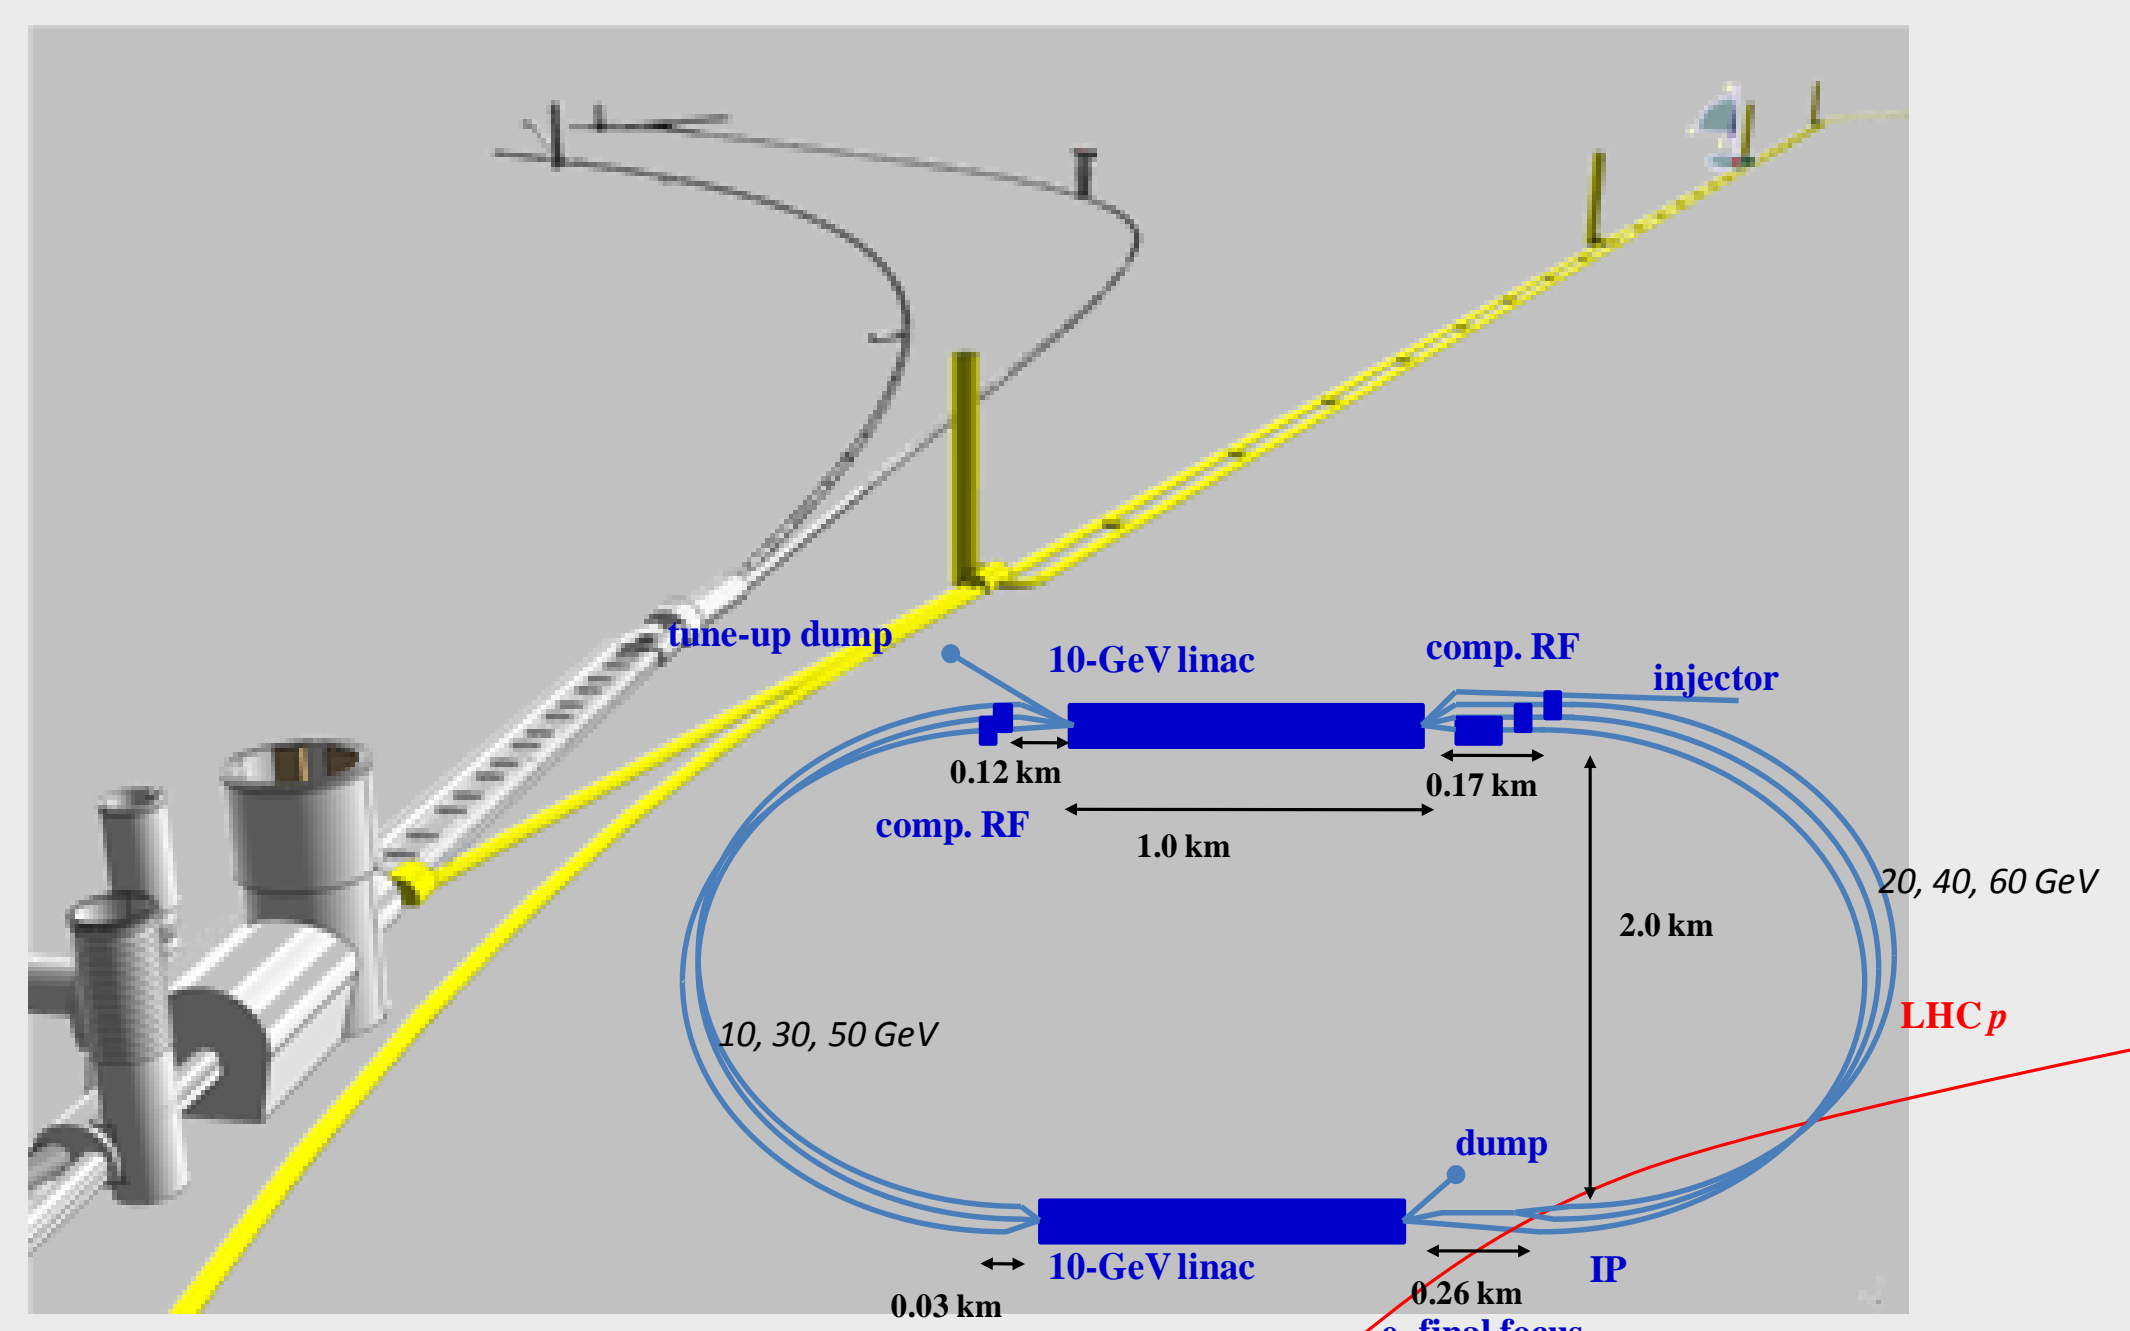 tune-up dump
10-GeV linac
comp. RF
injector
0.12 km
0.17 km
comp. RF
1.0 km
20, 40, 60 GeV
2.0 km
LHC p
10, 30, 50 GeV
dump
10-GeV linac
IP
0.03 km
0.26 km
e- final focus